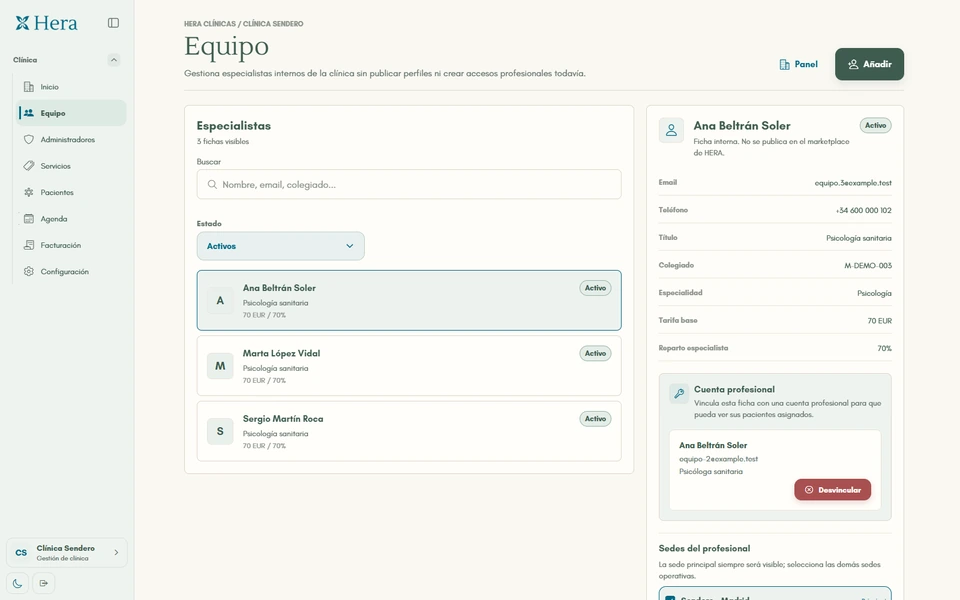 Hera
Clínica
Inicio
Equipo
Administradores
Servicios
Pacientes
Agenda
Facturación
Configuración
CS
Clínica Sendero
Gestión de clínica
HERA CLÍNICAS / CLÍNICA SENDERO
Equipo
Gestiona especialistas internos de la clínica sin publicar perfiles ni crear accesos profesionales todavía.
Panel
Añadir
Especialistas
3 fichas visibles
Buscar
Nombre, email, colegiado...
Estado
Activos
A
Ana Beltrán Soler
Psicología sanitaria
70 EUR / 70%
Activo
M
Marta López Vidal
Psicología sanitaria
70 EUR / 70%
Activo
S
Sergio Martín Roca
Psicología sanitaria
70 EUR / 70%
Activo
Ana Beltrán Soler
Activo
Ficha interna. No se publica en el marketplace
de HERA.
Email equipo.3@example.test
Teléfono +34 600 000 102
Título Psicología sanitaria
Colegiado M-DEMO-003
Especialidad Psicología
Tarifa base 70 EUR
Reparto especialista 70%
Cuenta profesional
Vincula esta ficha con una cuenta profesional para que
pueda ver sus pacientes asignados.
Ana Beltrán Soler
equipo-2@example.test
Psicóloga sanitaria
Desvincular
Sedes del profesional
La sede principal siempre será visible; selecciona las demás sedes
operativas.